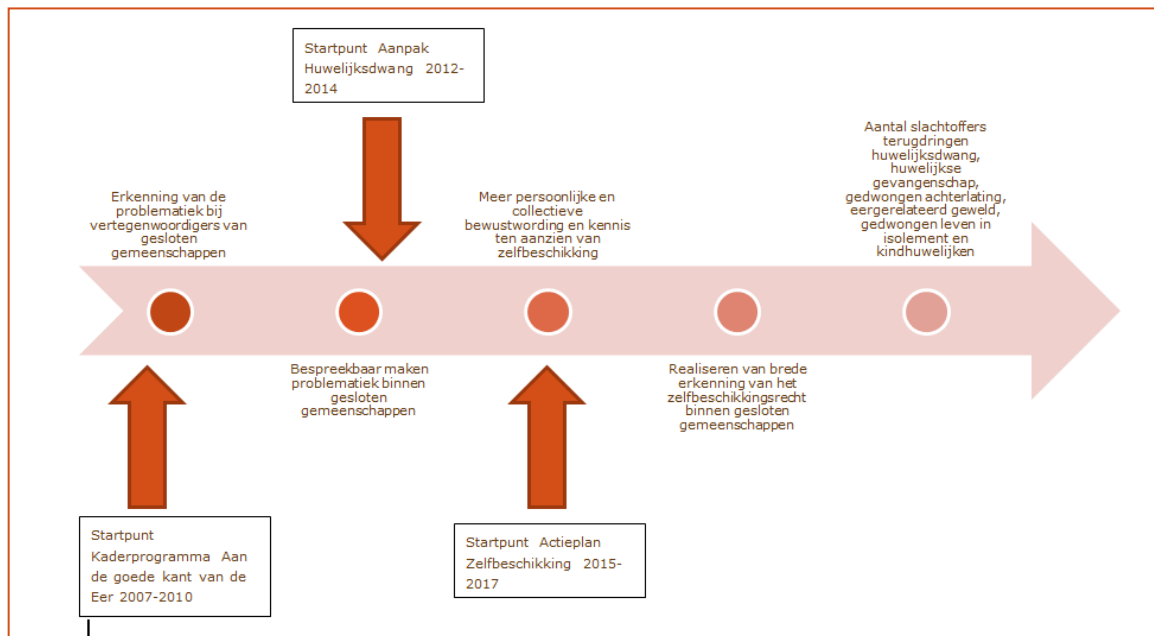 Startpunt Aanpak
Huwelijksdwang 2012-
2014
Erkenning van de
problematiek bij
vertegenwoordigers van
gesloten
gemeenschappen
Meer persoonlijke en
collectieve
bewustwording en kennis
ten aanzien van
zelfbeschikking
Aantal slachtoffers
terugdringen
huwelijksdwang,
huwelijkse
gevangenschap,
gedwongen achterlating,
eergerelateerd geweld,
gedwongen leven in
isolement en
kindhuwelijken
Bespreekbaar maken
problematiek binnen
gesloten
gemeenschappen
Realiseren van brede
erkenning van het
zelfbeschikkingsrecht
binnen gesloten
gemeenschappen
Startpunt
Kaderprogramma Aan
de goede kant van de
Eer 2007-2010
Startpunt Actieplan
Zelfbeschikking 2015-
2017